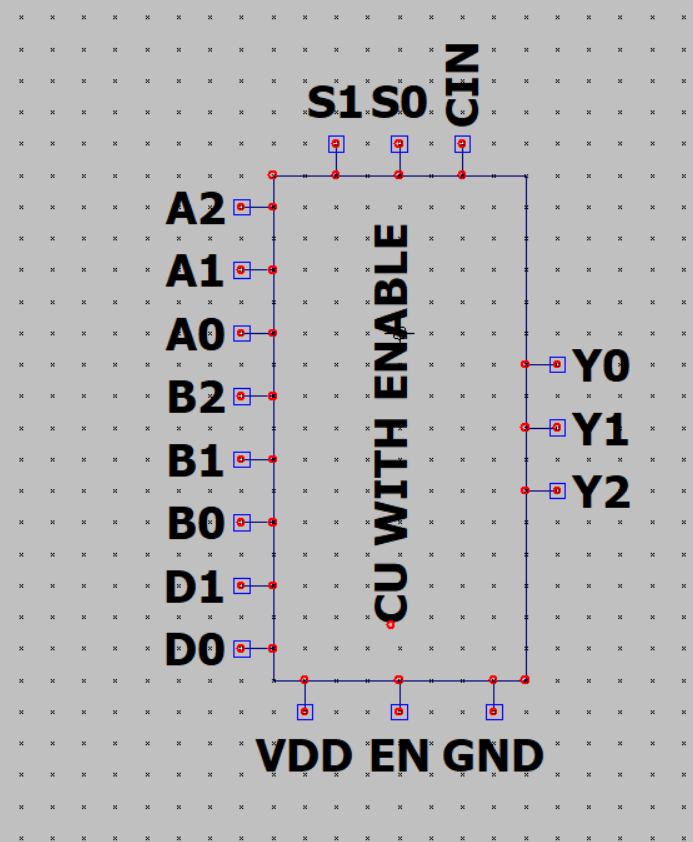 S1 S0 CIN
A2
A1
A0
B2
B1
B0
D1
D0
CU WITH ENABLE
Y0
Y1
Y2
VDD EN GND